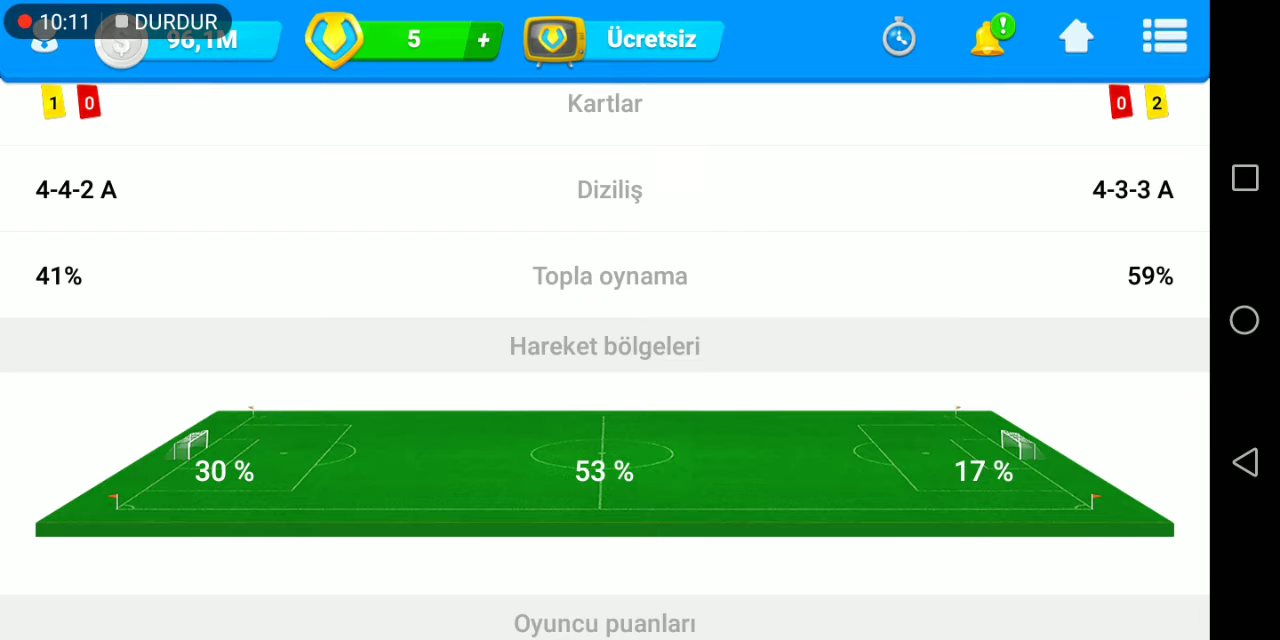 10:11 DURDUR
96,1M
5 +
Ücretsiz
!
1 0 Kartlar 0 2
4-4-2 A Diziliş 4-3-3 A
41% Topla oynama 59%
Hareket bölgeleri
30 % 53 % 17 %
Oyuncu puanları